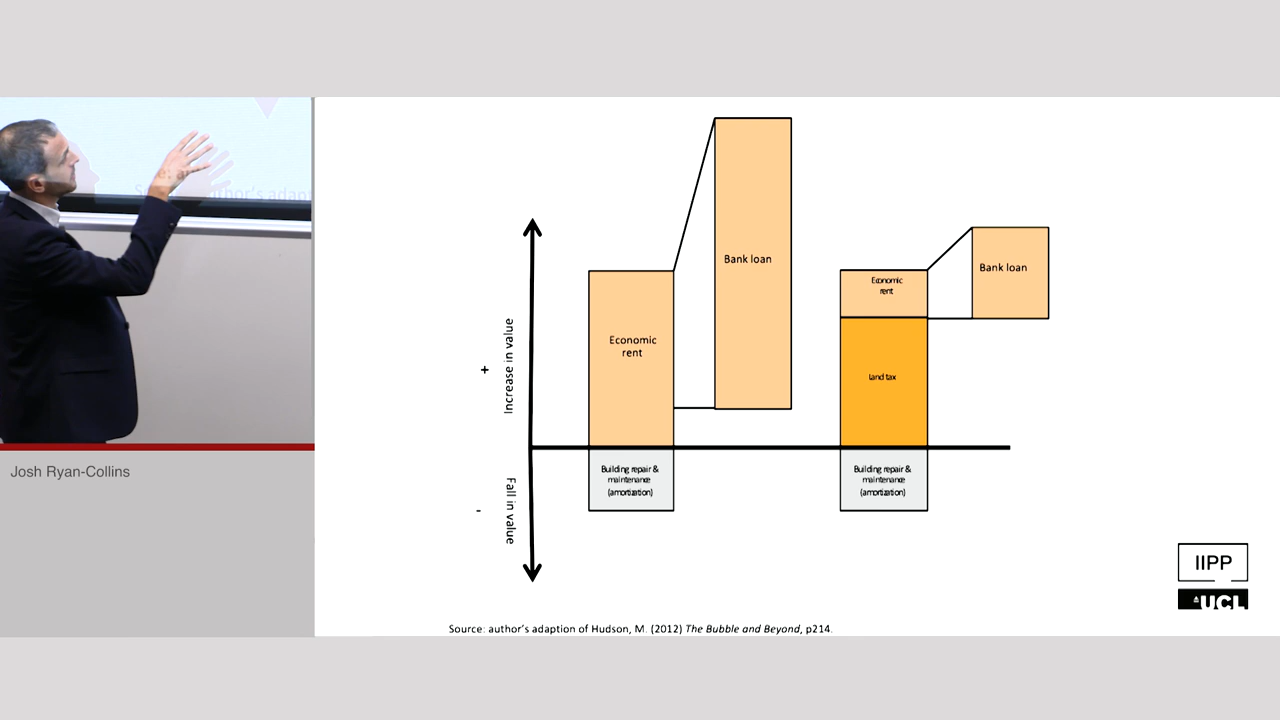 Josh Ryan-Collins
Bank loan
Economic
rent
+
Increase in value
-
Fall in value
Building repair &
maintenance
(amortization)
Economic
rent
land tax
Bank loan
Building repair &
maintenance
(amortization)
IIPP
UCL
Source: author's adaption of Hudson, M. (2012) The Bubble and Beyond, p214.